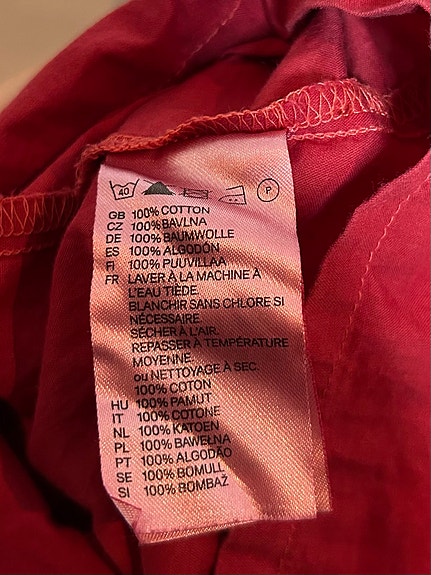 40 P
GB 100% COTTON
CZ 100%BAVLNA
DE 100%BAUMWOLLE
ES 100% ALGODÓN
FI 100% PUUVILLAA
FR LAVER À LA MACHINE À
L'EAU TIÈDE.
BLANCHIR SANS CHLORE SI
NÉCESSAIRE.
SÉCHER À L'AIR.
REPASSER À TEMPÉRATURE
MOYENNE.
ou NETTOYAGE À SEC.
100% COTON
HU 100% PAMUT
IT 100% COTONE
NL 100% KATOEN
PL 100% BAWEŁNA
PT 100% ALGODÃO
SE 100% BOMULL
SI 100% BOMBAŽ